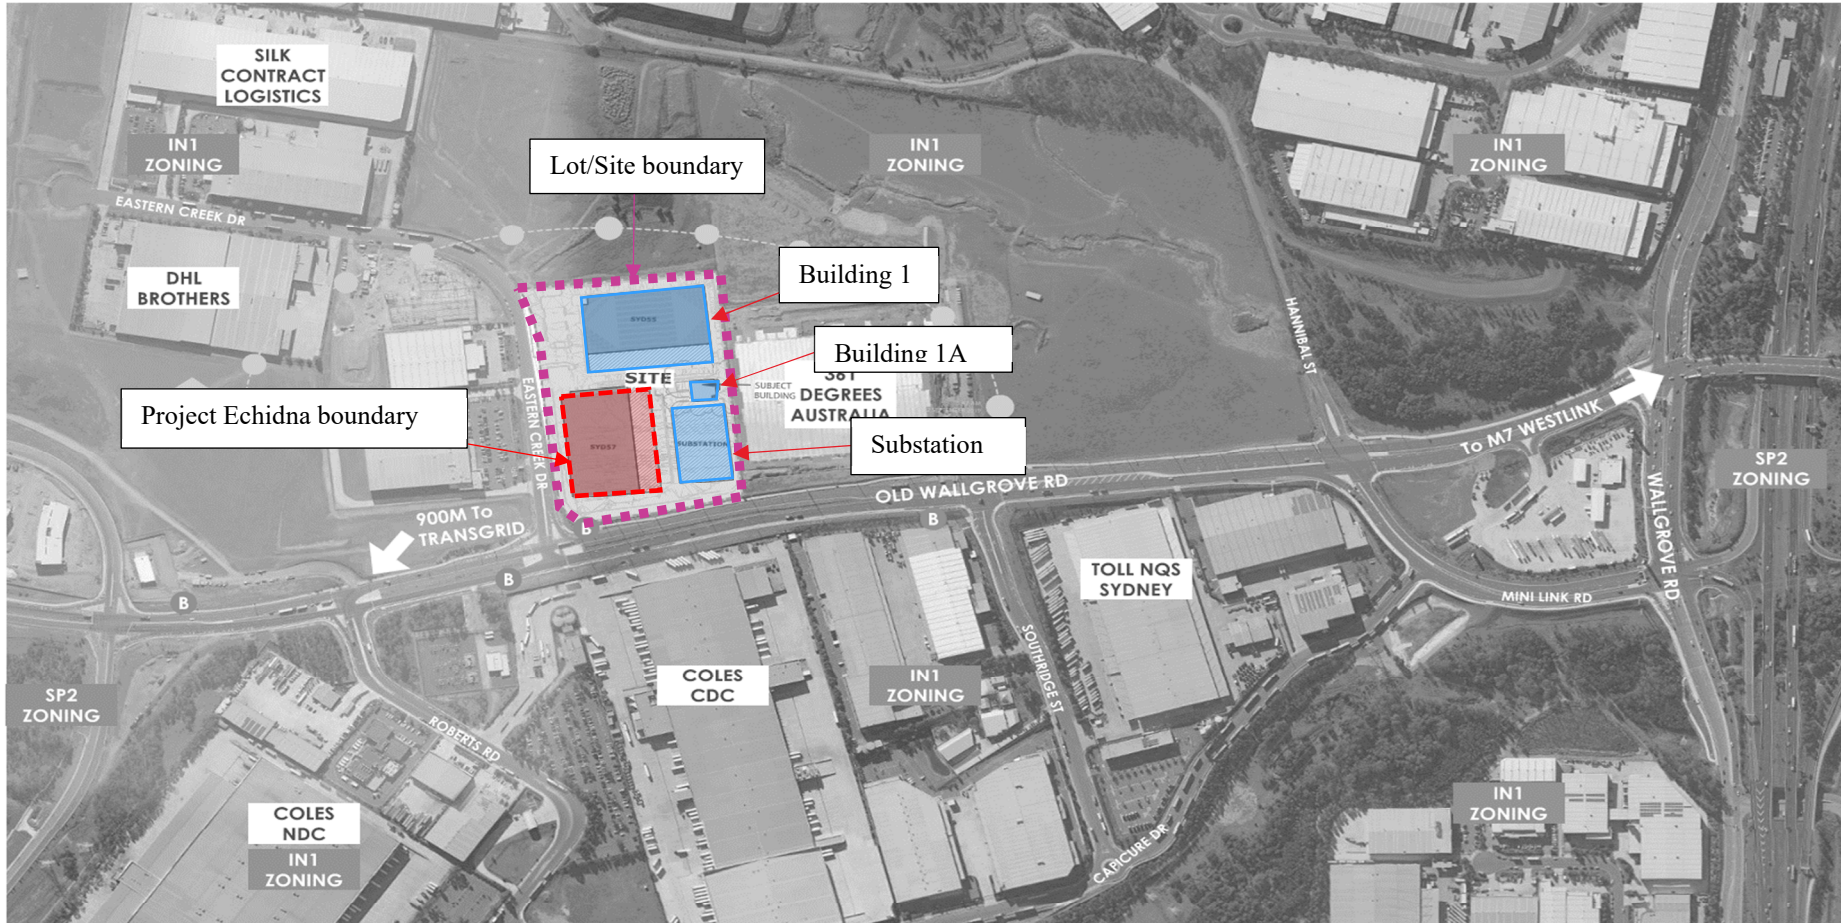 SILK
CONTRACT
LOGISTICS
IN1
ZONING
IN1
ZONING
IN1
ZONING
Lot/Site boundary
EASTERN CREEK DR
DHL
BROTHERS
Building 1
HANNIBAL ST
Building 1A
SITE
SUBJECT
BUILDING
DEGREES
AUSTRALIA
EASTERN CREEK DR
Project Echidna boundary
SYD57
SUBSTATION
Substation
To M7 WESTLINK
SP2
ZONING
WALLGROVE RD
OLD WALLGROVE RD
900M To
TRANSGRID
B
B
B
B
TOLL NQS
SYDNEY
MINI LINK RD
SOUTHRIDGE ST
COLES
CDC
IN1
ZONING
SP2
ZONING
ROBERTS RD
COLES
NDC
IN1
ZONING
CAPICURE DR
IN1
ZONING